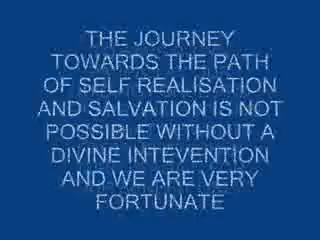 THE JOURNEY
TOWARDS THE PATH
OF SELF REALISATION
AND SALVATION IS NOT
POSSIBLE WITHOUT A
DIVINE INTEVENTION
AND WE ARE VERY
FORTUNATE